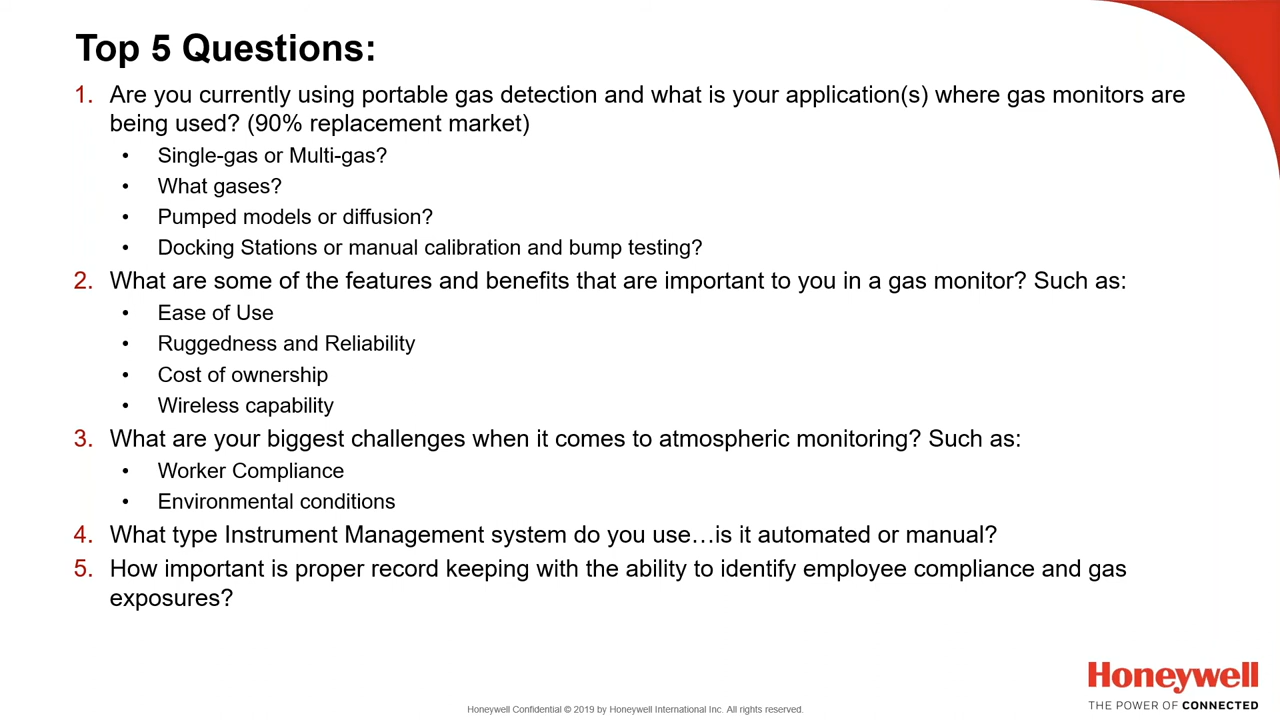 Top 5 Questions:
1. Are you currently using portable gas detection and what is your application(s) where gas monitors are
being used? (90% replacement market)
• Single-gas or Multi-gas?
• What gases?
• Pumped models or diffusion?
• Docking Stations or manual calibration and bump testing?
2. What are some of the features and benefits that are important to you in a gas monitor? Such as:
• Ease of Use
• Ruggedness and Reliability
• Cost of ownership
• Wireless capability
3. What are your biggest challenges when it comes to atmospheric monitoring? Such as:
• Worker Compliance
• Environmental conditions
4. What type Instrument Management system do you use…is it automated or manual?
5. How important is proper record keeping with the ability to identify employee compliance and gas
exposures?
Honeywell
THE POWER OF CONNECTED
Honeywell Confidential © 2019 by Honeywell International Inc. All rights reserved.